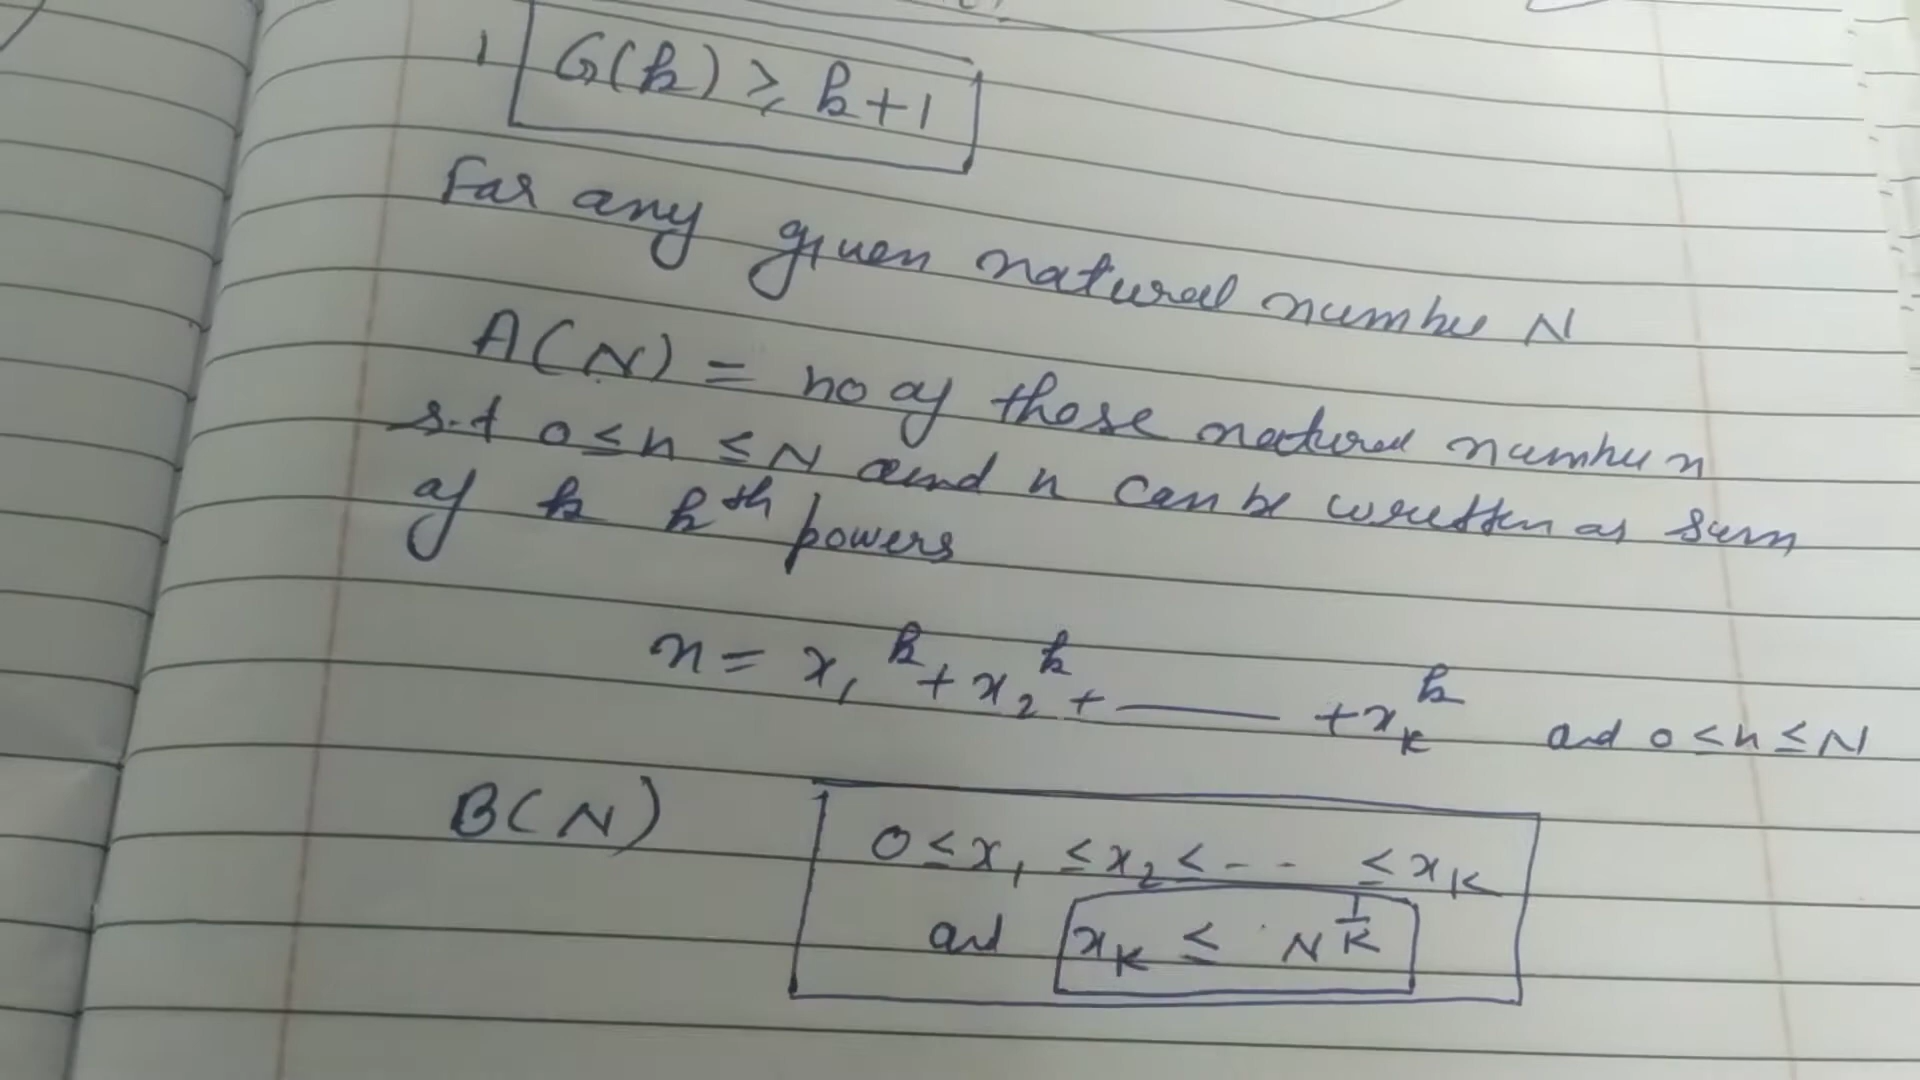 G(k) ≥ k+1
For any given natural number N
A(N) = no of those natural number n
s.t 0≤n≤N and n can be written as sum
of k kth powers
n = x₁ᵏ + x₂ᵏ + —— + xₖᵏ and 0≤n≤N
B(N) 0≤x₁≤x₂≤-- ≤xₖ
and xₖ ≤ N^(1/K)